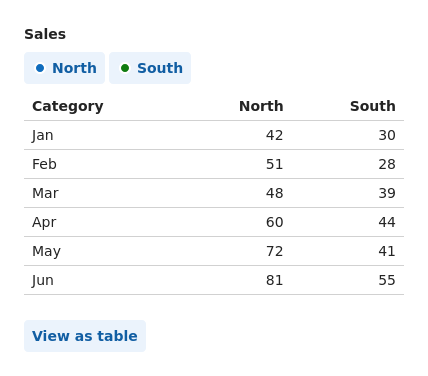 Sales
North South
Category North South
Jan 42 30
Feb 51 28
Mar 48 39
Apr 60 44
May 72 41
Jun 81 55
View as table